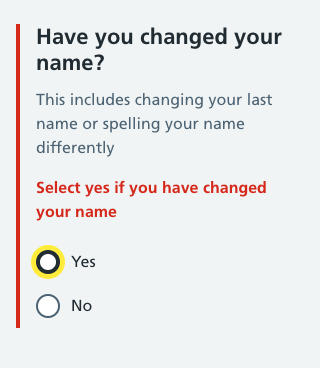 Have you changed your
name?
This includes changing your last
name or spelling your name
differently
Select yes if you have changed
your name
Yes
No